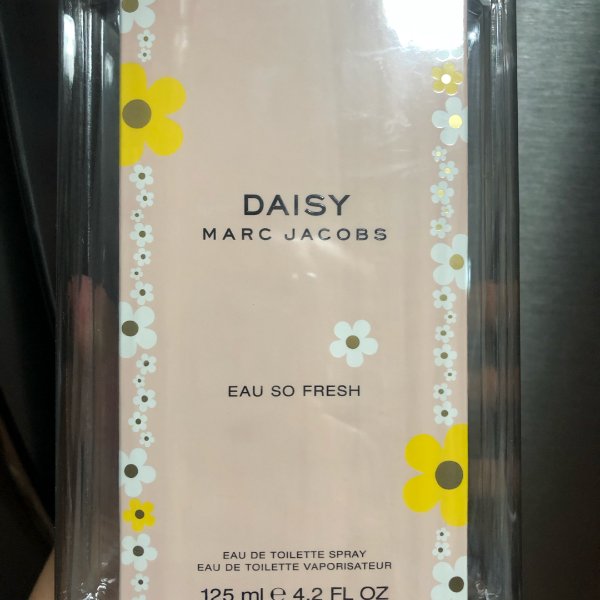 DAISY
MARC JACOBS
EAU SO FRESH
EAU DE TOILETTE SPRAY
EAU DE TOILETTE VAPORISATEUR
125 ml ℮ 4.2 FL OZ